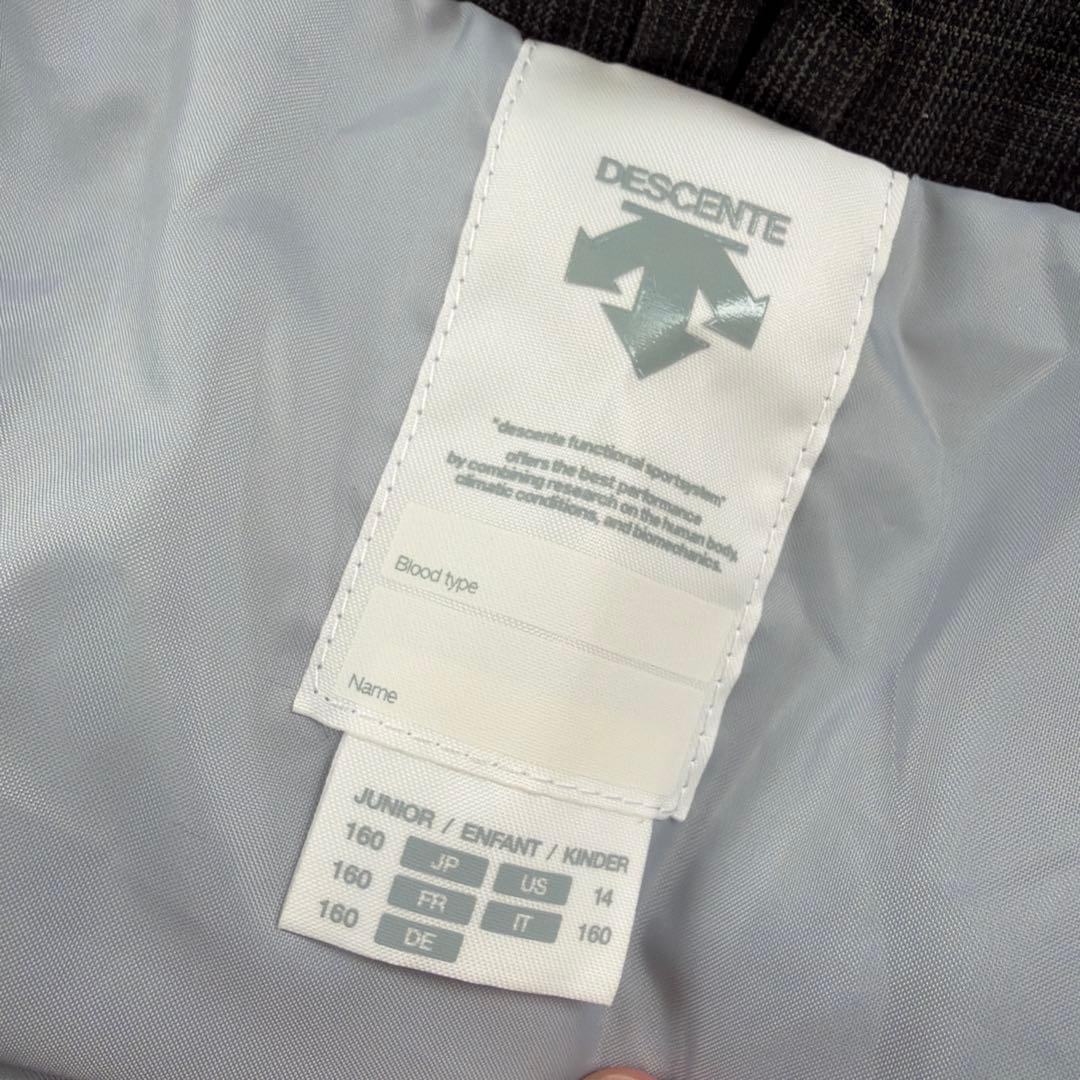 DESCENTE
"descente functional sportsystem"
offers the best performance
by combining research on the human body,
climatic conditions, and biomechanics.
Blood type
Name
JUNIOR / ENFANT / KINDER
160 JP US 14
160 FR IT 160
160 DE